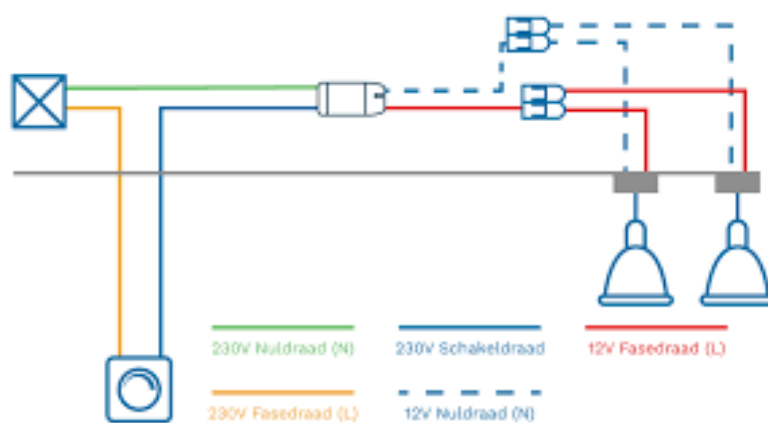 230V Nuldraad (N)
230V Schakeldraad
12V Fasedraad (L)
230V Fasedraad (L)
12V Nuldraad (N)